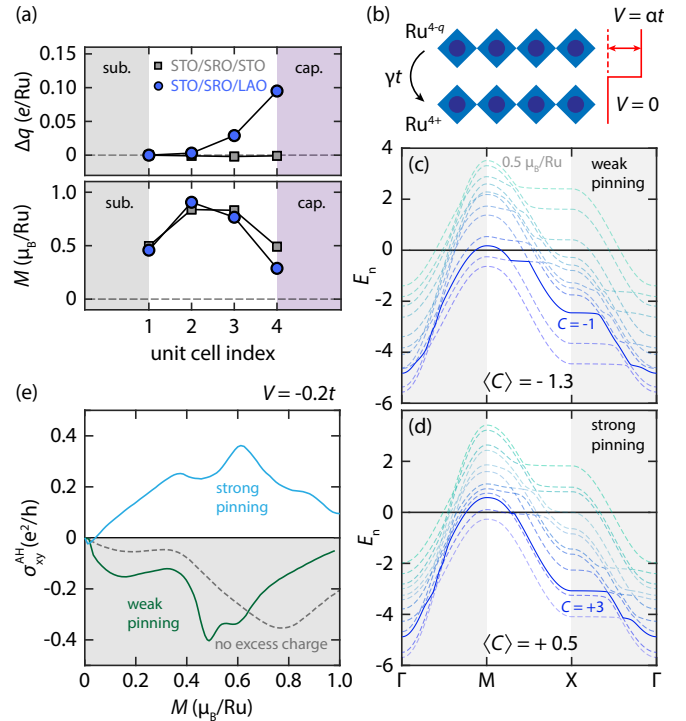 (a)
sub.
STO/SRO/STO
STO/SRO/LAO
cap.
Δq (e/Ru)
0.15
0.10
0.05
0
sub.
cap.
M (μB/Ru)
1.0
0.5
0
1 2 3 4
unit cell index
(b)
Ru4-q
γt
Ru4+
V = αt
V = 0
(c)
0.5 μB/Ru
weak
pinning
En
4
2
0
-2
-4
-6
C = -1
⟨C⟩ = - 1.3
(d)
strong
pinning
En
2
0
-2
-4
-6
C = +3
⟨C⟩ = + 0.5
Γ M X Γ
(e)
V = -0.2t
σxyAH (e2/h)
0.4
0.2
0
-0.2
-0.4
strong
pinning
weak
pinning
no excess charge
0 0.2 0.4 0.6 0.8 1.0
M (μB/Ru)